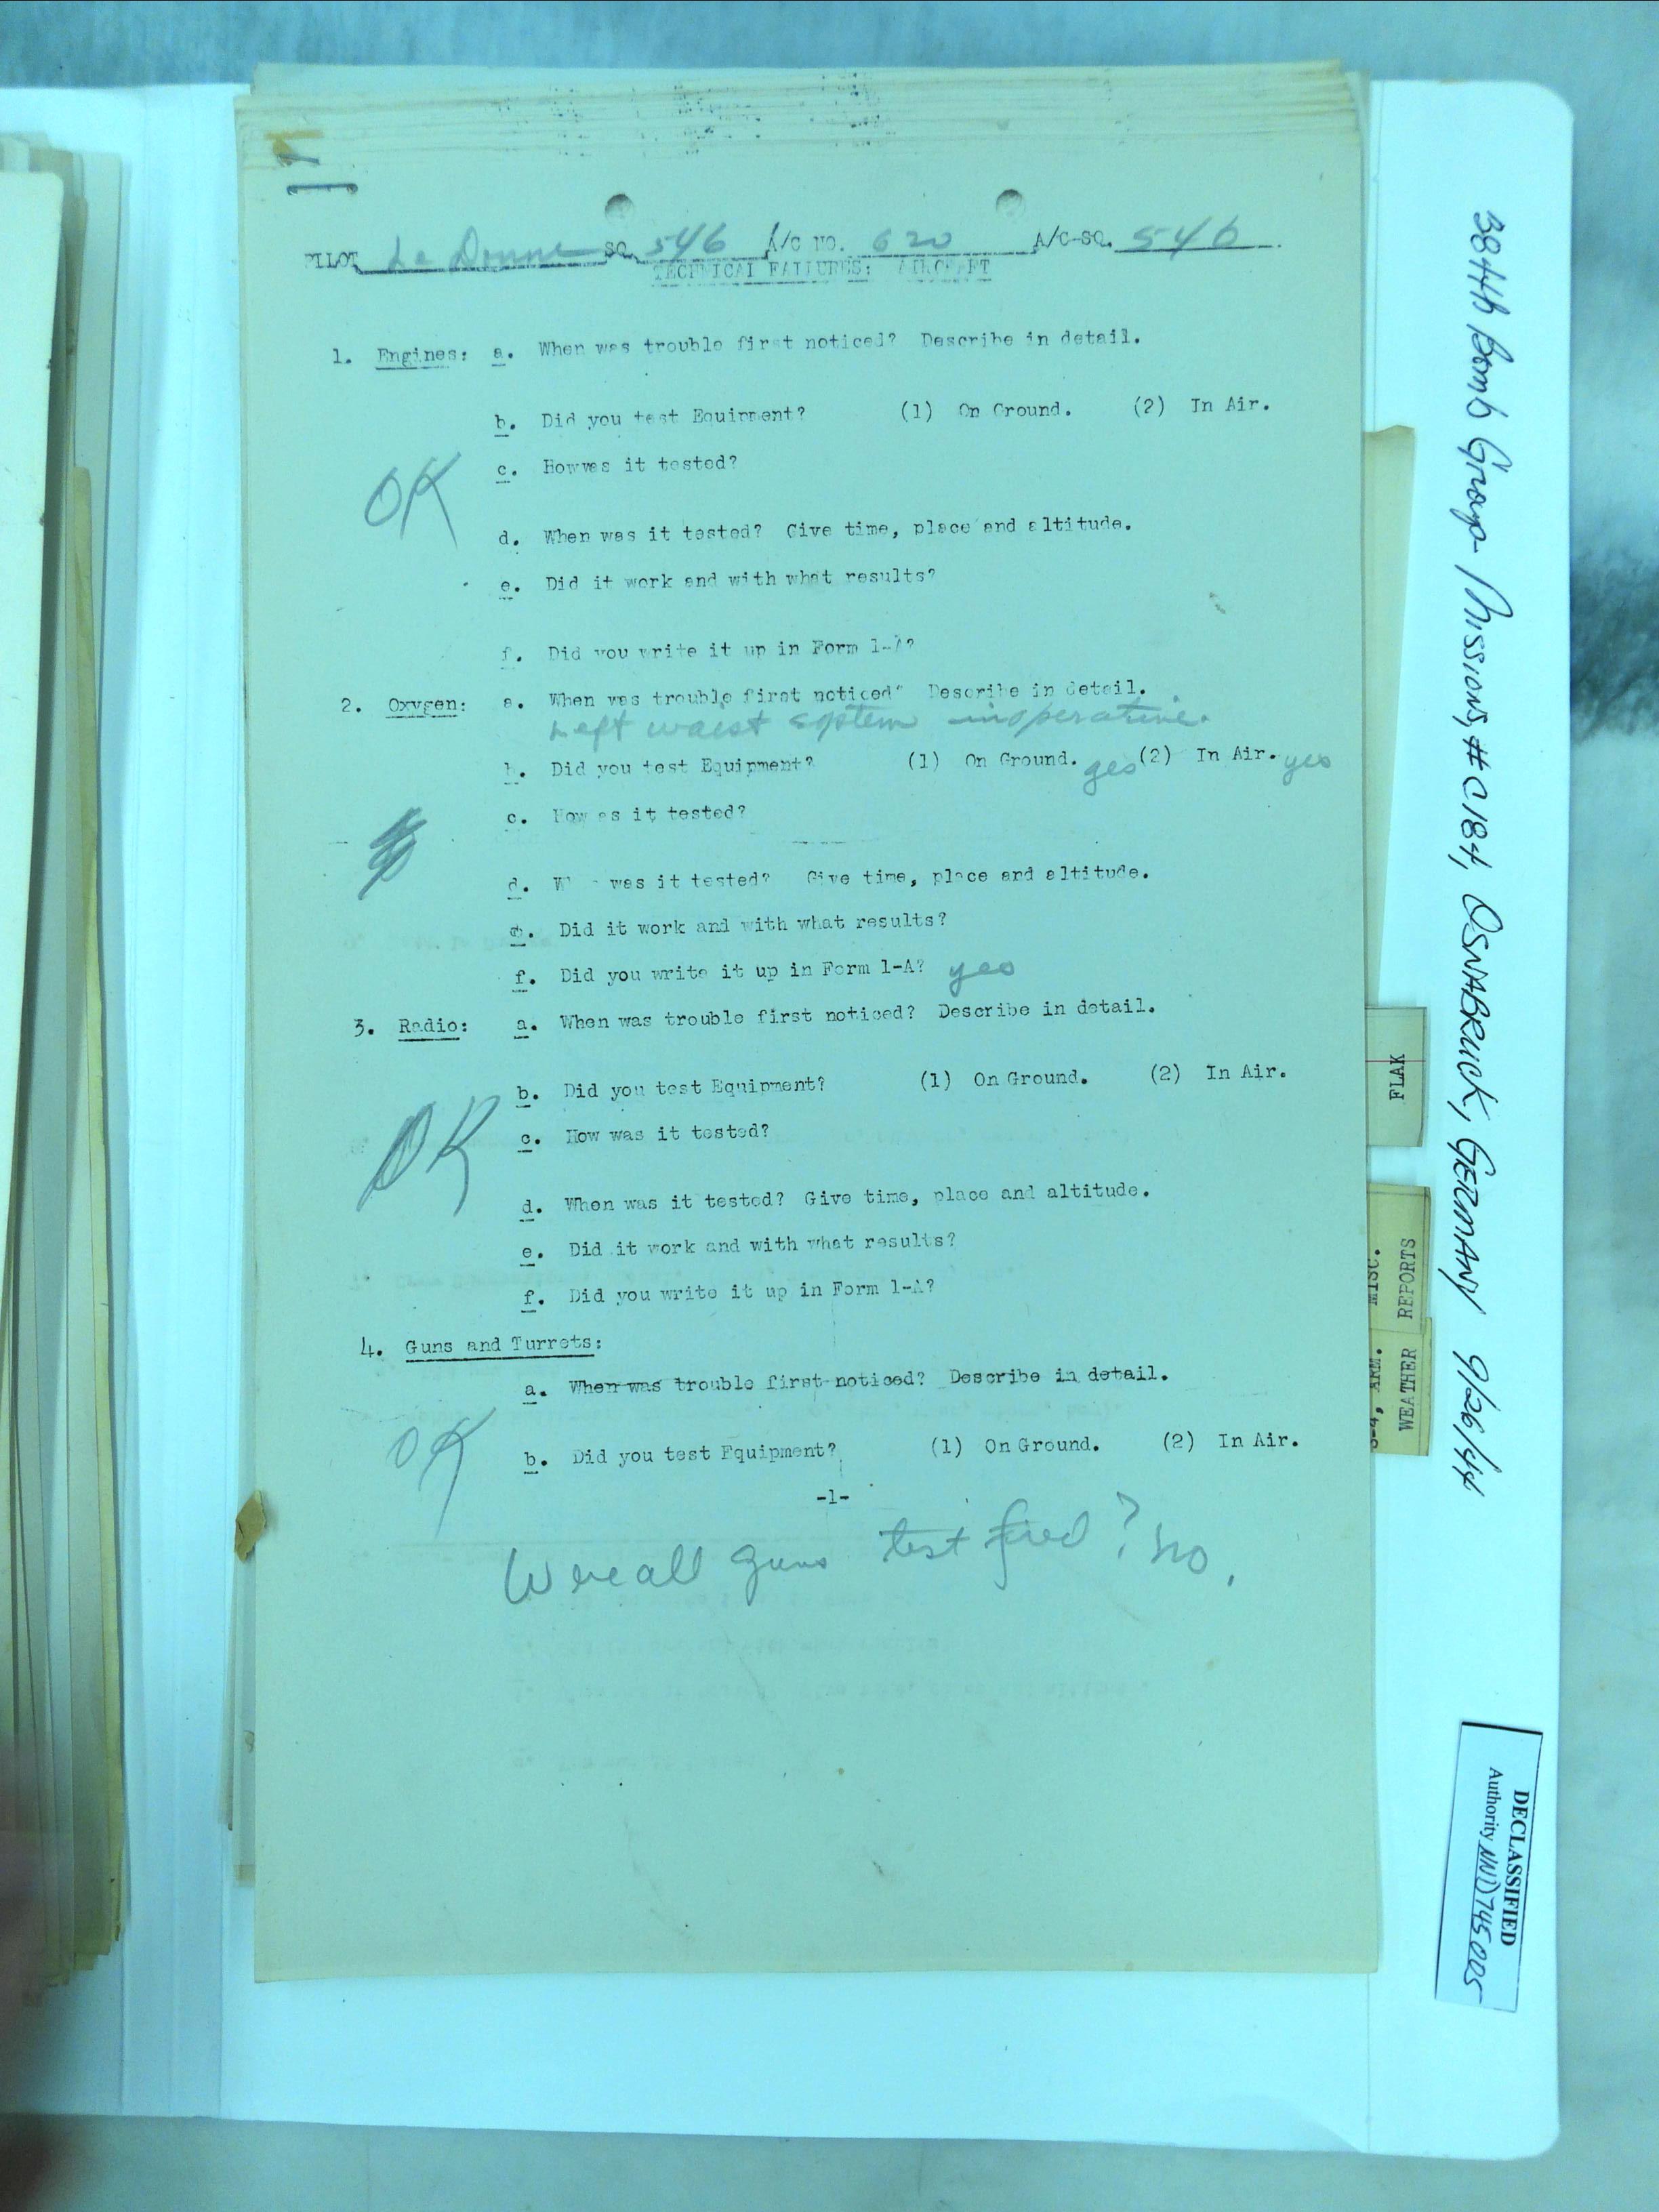 PILOT Le Donne SQ. 546 A/C NO. 620 A/C-SQ. 546.
TECHNICAL FAILURES: AIRCRAFT
1. Engines: a. When was trouble first noticed? Describe in detail.
b. Did you test Equipment? (1) On Ground. (2) In Air.
OK
c. How was it tested?
d. When was it tested? Give time, place and altitude.
e. Did it work and with what results?
f. Did you write it up in Form 1-A?
2. Oxygen: a. When was trouble first noticed? Describe in detail.
Left waist system inoperative.
b. Did you test Equipment? (1) On Ground. yes (2) In Air. yes
c. How was it tested?
d. was it tested? Give time, place and altitude.
e. Did it work and with what results?
f. Did you write it up in Form 1-A? yes
3. Radio: a. When was trouble first noticed? Describe in detail.
b. Did you test Equipment? (1) On Ground. (2) In Air.
OK
c. How was it tested?
d. When was it tested? Give time, place and altitude.
e. Did it work and with what results?
f. Did you write it up in Form 1-A?
4. Guns and Turrets:
a. When was trouble first noticed? Describe in detail.
OK
b. Did you test Equipment? (1) On Ground. (2) In Air.
-1-
Were all guns test fired? no.
FLAK
MISC.
REPORTS
ARM.
WEATHER
384th Bomb Group Missions, #C184, OSNABRUCK, GERMANY 9/26/44
DECLASSIFIED
Authority NND745005